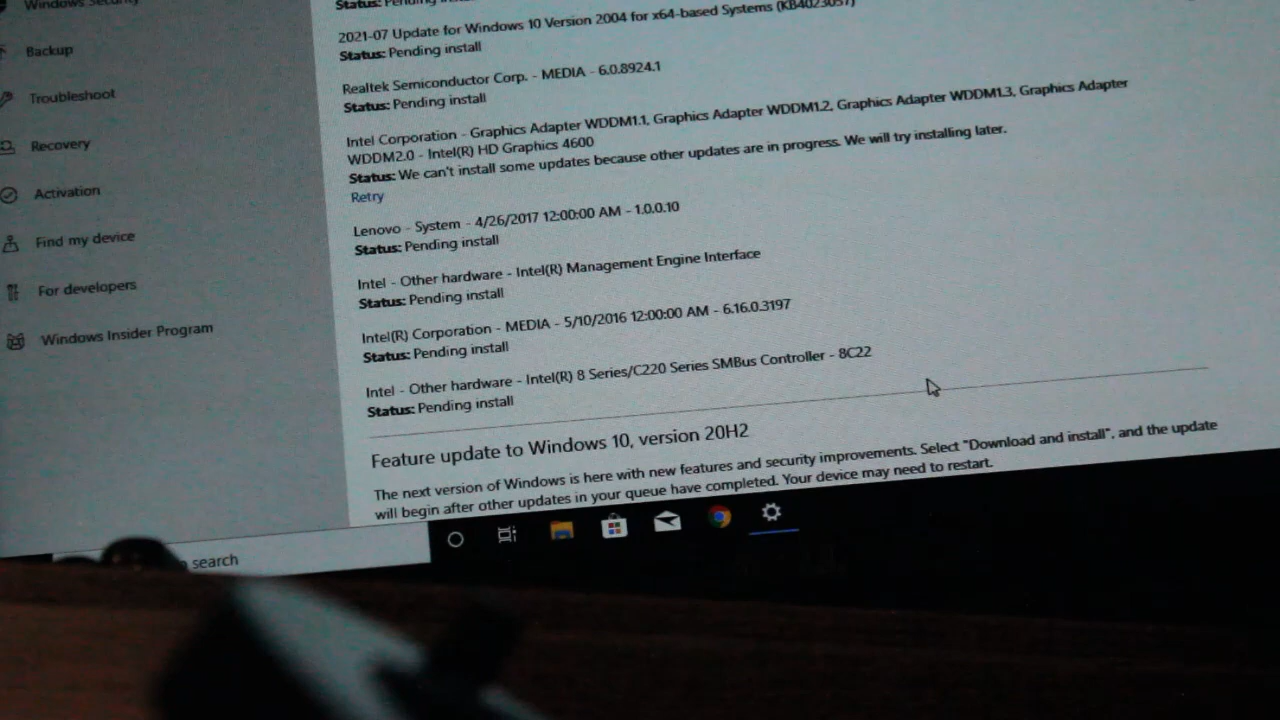 Windows Security
Backup
Troubleshoot
Recovery
Activation
Find my device
For developers
Windows Insider Program
Status: Pending install
2021-07 Update for Windows 10 Version 2004 for x64-based Systems (KB4023057)
Status: Pending install
Realtek Semiconductor Corp. - MEDIA - 6.0.8924.1
Status: Pending install
Intel Corporation - Graphics Adapter WDDM1.1, Graphics Adapter WDDM1.2, Graphics Adapter WDDM1.3, Graphics Adapter
WDDM2.0 - Intel(R) HD Graphics 4600
Status: We can't install some updates because other updates are in progress. We will try installing later.
Retry
Lenovo - System - 4/26/2017 12:00:00 AM - 1.0.0.10
Status: Pending install
Intel - Other hardware - Intel(R) Management Engine Interface
Status: Pending install
Intel(R) Corporation - MEDIA - 5/10/2016 12:00:00 AM - 6.16.0.3197
Status: Pending install
Intel - Other hardware - Intel(R) 8 Series/C220 Series SMBus Controller - 8C22
Status: Pending install
Feature update to Windows 10, version 20H2
The next version of Windows is here with new features and security improvements. Select "Download and install", and the update
will begin after other updates in your queue have completed. Your device may need to restart.
search